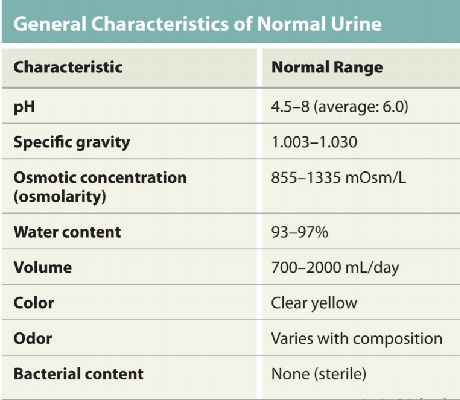 General Characteristics of Normal Urine
Characteristic Normal Range
pH 4.5–8 (average: 6.0)
Specific gravity 1.003–1.030
Osmotic concentration 855–1335 mOsm/L
(osmolarity)
Water content 93–97%
Volume 700–2000 mL/day
Color Clear yellow
Odor Varies with composition
Bacterial content None (sterile)